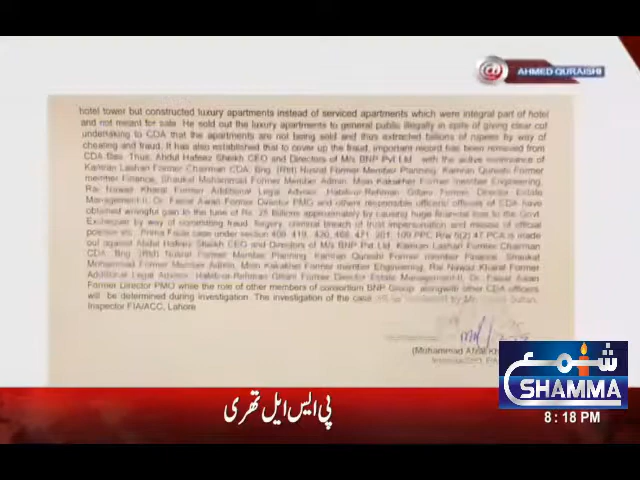 AHMED QURAISHI
hotel tower but constructed luxury apartments instead of serviced apartments which were integral part of hotel
and not meant for sale. He sold out the luxury apartments to general public illegally in spite of giving clear cut
undertaking to CDA that the apartments are not being sold and thus extracted billions of rupees by way of
cheating and fraud. It has also established that to cover up the fraud, important record has been removed from
CDA files. Thus, Abdul Hafeez Sheikh CEO and Directors of M/s BNP Pvt Ltd with the active connivance of
Kamran Lashari Former Chairman CDA, Brig (Rtd) Nusrat Former Member Planning, Kamran Qureshi Former
member Finance, Shaukat Mohammad Former Member Admin, Moin Kakakher Former member Engineering,
Rai Nawaz Kharal Former Additional Legal Advisor, Habib-ur-Rehman Gillani Former Director Estate
Management-II, Dr. Faisal Awan Former Director PMO and others responsible officers/ officials of CDA have
obtained wrongful gain to the tune of Rs. 25 Billions approximately by causing huge financial loss to the Govt
Exchequer by way of committing fraud, forgery, criminal breach of trust impersonation and misuse of official
position etc. Prima Facie case under section 409, 419, 420, 468, 471, 201, 109 PPC R/w 5(2) 47 PCA is made
out against Abdul Hafeez Sheikh CEO and Directors of M/s BNP Pvt Ltd, Kamran Lashari Former Chairman
CDA, Brig (Rtd) Nusrat Former Member Planning, Kamran Qureshi Former member Finance, Shaukat
Mohammad Former Member Admin, Moin Kakakher Former member Engineering, Rai Nawaz Kharal Former
Additional Legal Advisor, Habib-ur-Rehman Gillani Former Director Estate Management-II, Dr. Faisal Awan
Former Director PMO while the role of other members of consortium BNP Group, alongwith other CDA officers
will be determined during investigation. The investigation of the case
Inspector FIA/ACC, Lahore
(Muhammad Afzal
شمع
SHAMMA
8:18 PM
پی ایس ایل تھری